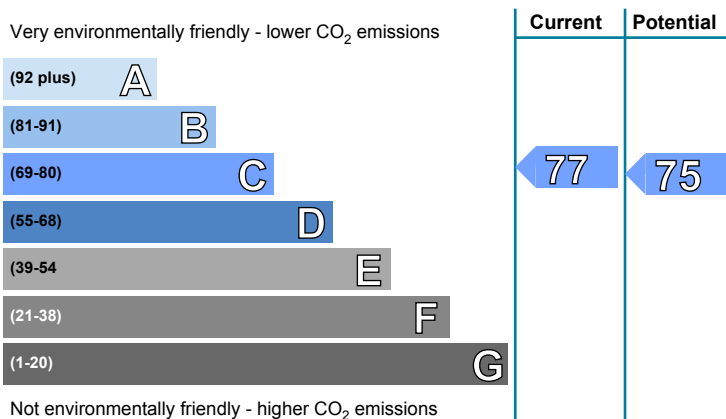 Current Potential
Very environmentally friendly - lower CO2 emissions
(92 plus) A
(81-91) B
(69-80) C 77 75
(55-68) D
(39-54 E
(21-38) F
(1-20) G
Not environmentally friendly - higher CO2 emissions